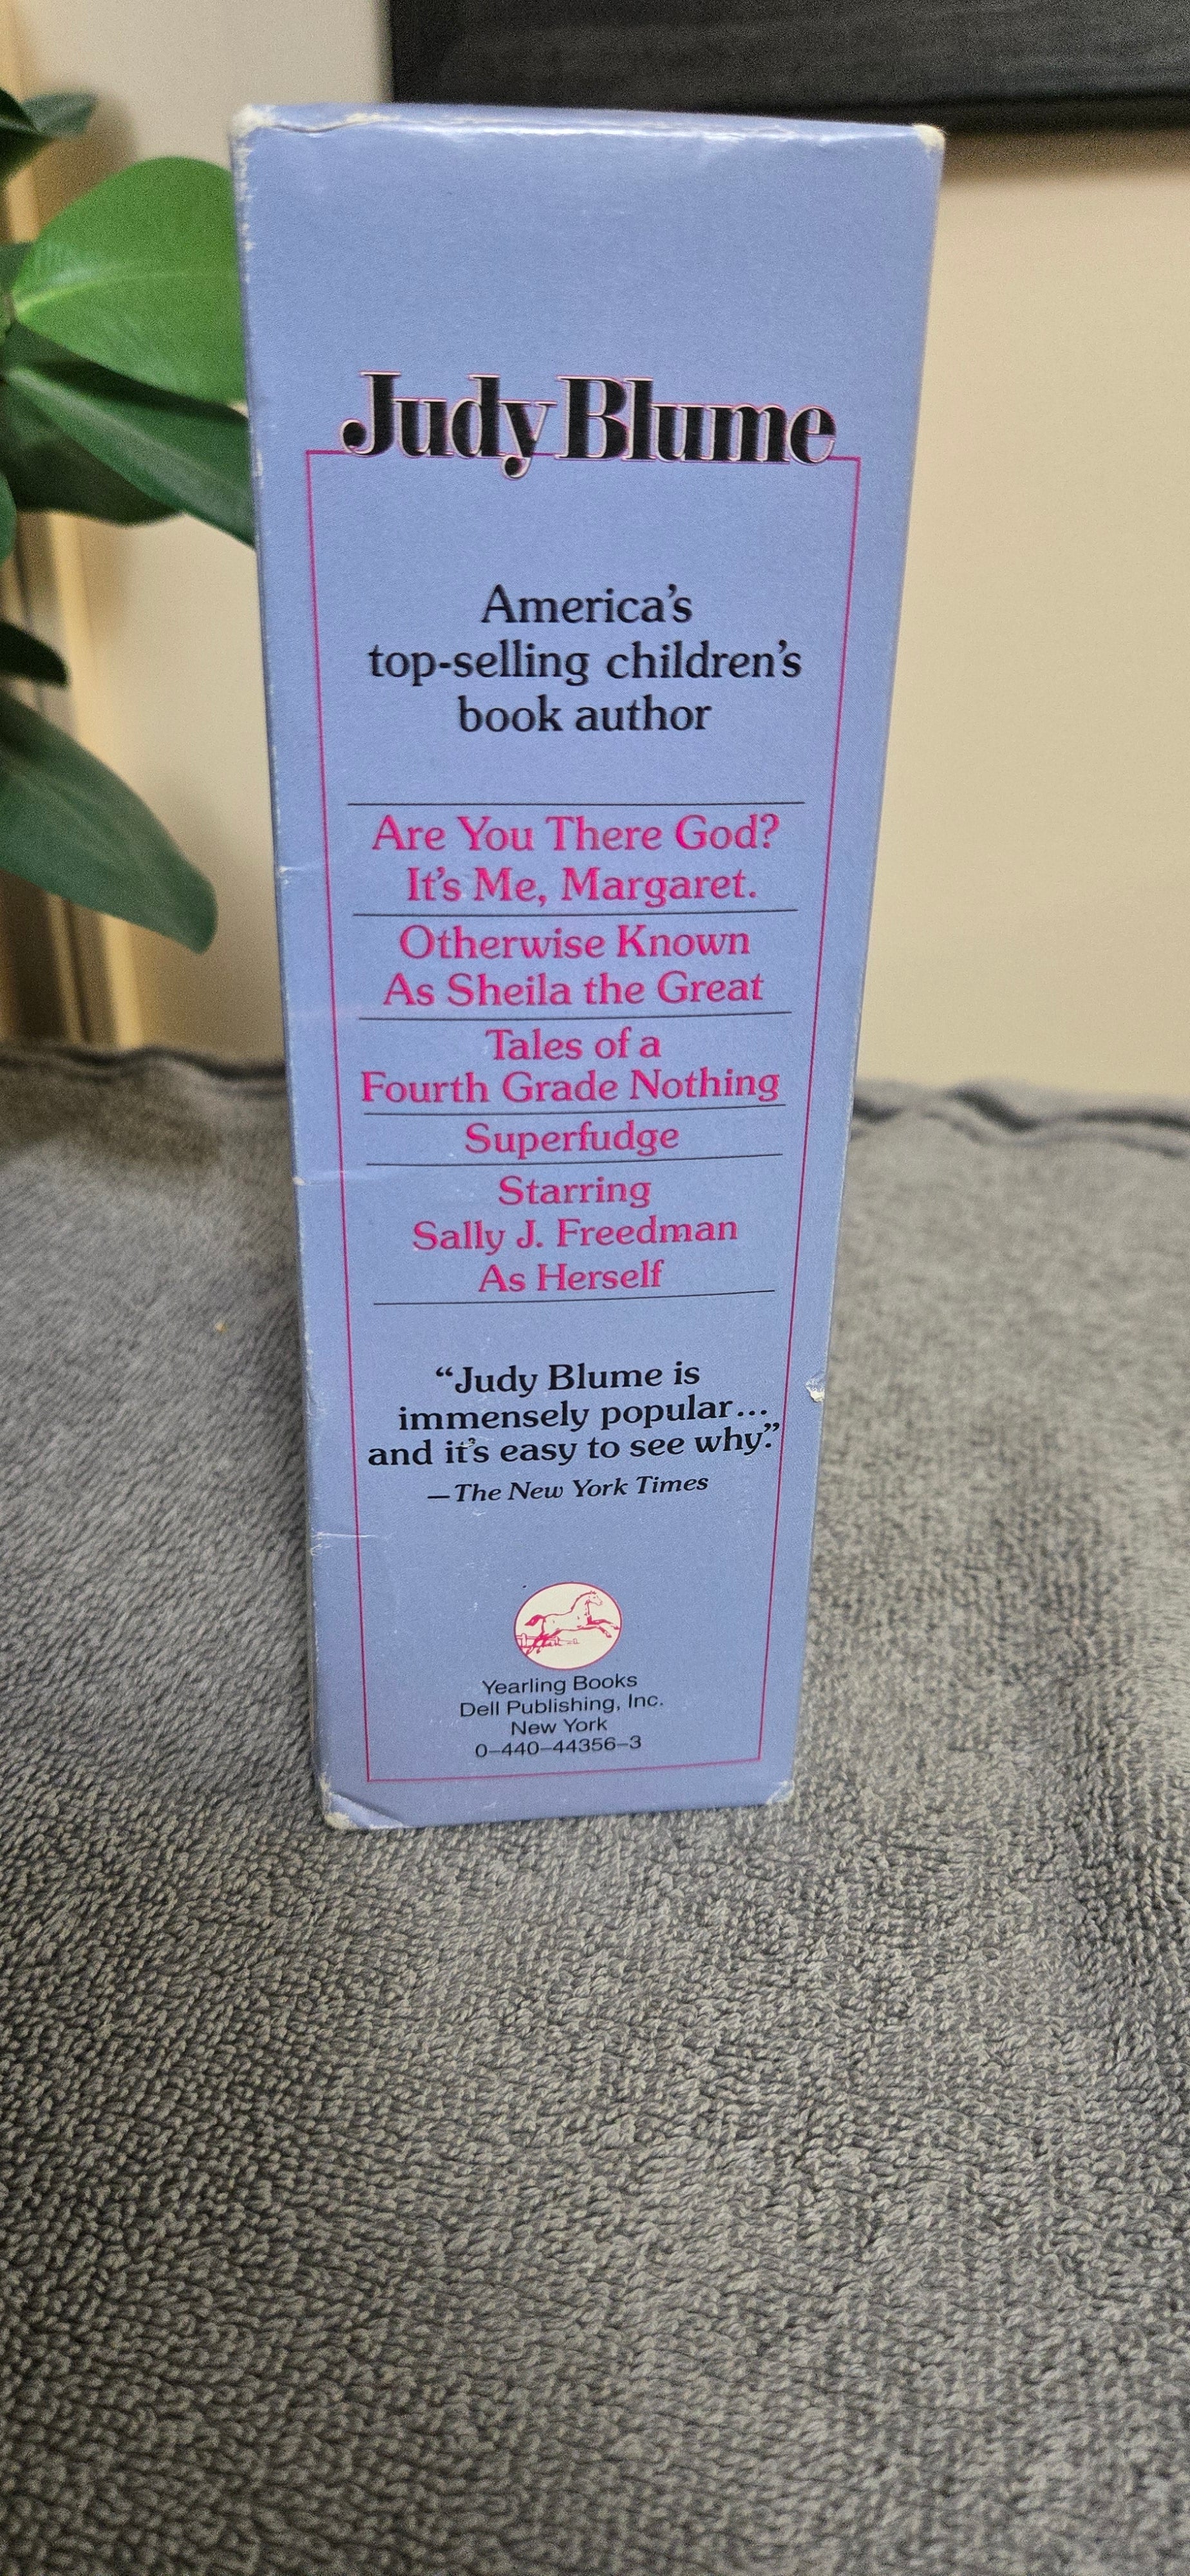 Judy Blume
America's
top-selling children's
book author
Are You There God?
It's Me, Margaret.
Otherwise Known
As Sheila the Great
Tales of a
Fourth Grade Nothing
Superfudge
Starring
Sally J. Freedman
As Herself
“Judy Blume is
immensely popular...
and it's easy to see why.”
—The New York Times
Yearling Books
Dell Publishing, Inc.
New York
0–440–44356–3